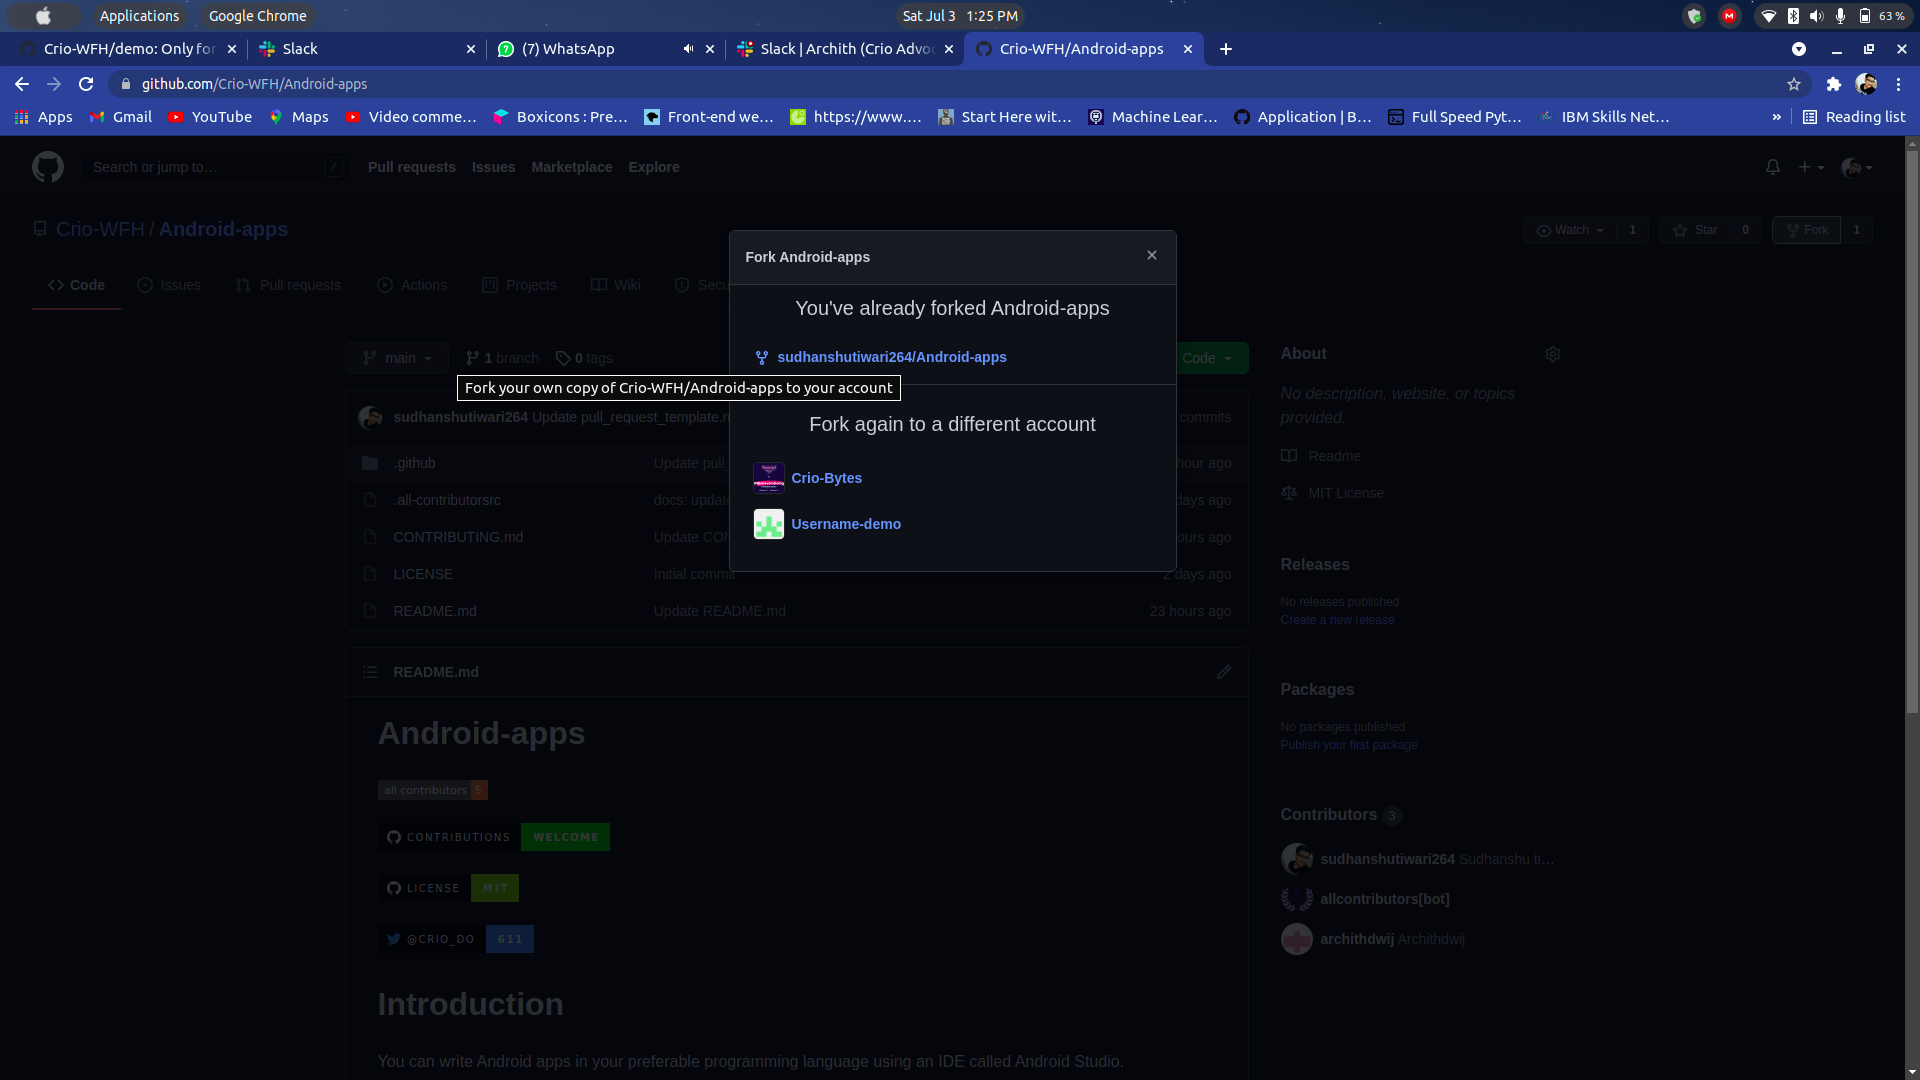 Applications
Google Chrome
Sat Jul 3 1:25 PM
63 %
Crio-WFH/demo: Only for
Slack
(7) WhatsApp
Slack | Archith (Crio Advoc
Crio-WFH/Android-apps
github.com/Crio-WFH/Android-apps
Apps
Gmail
YouTube
Maps
Video comme...
Boxicons : Pre...
Front-end we...
https://www....
Start Here wit...
Machine Lear...
Application | B...
Full Speed Pyt...
IBM Skills Net...
»
Reading list
Search or jump to...
/
Pull requests
Issues
Marketplace
Explore
Crio-WFH / Android-apps
Watch 1
Star 0
Fork 1
Code
Issues
Pull requests
Actions
Projects
Wiki
Secu
Fork Android-apps
You've already forked Android-apps
sudhanshutiwari264/Android-apps
Fork your own copy of Crio-WFH/Android-apps to your account
Fork again to a different account
Crio-Bytes
Username-demo
main
1 branch
0 tags
Code
sudhanshutiwari264 Update pull_request_template.m
commits
.github
Update pull_
hour ago
.all-contributorsrc
docs: update
days ago
CONTRIBUTING.md
Update CON
ours ago
LICENSE
Initial commit
2 days ago
README.md
Update README.md
23 hours ago
README.md
Android-apps
all contributors 5
CONTRIBUTIONS WELCOME
LICENSE MIT
@CRIO_DO 611
Introduction
You can write Android apps in your preferable programming language using an IDE called Android Studio.
About
No description, website, or topics
provided.
Readme
MIT License
Releases
No releases published
Create a new release
Packages
No packages published
Publish your first package
Contributors 3
sudhanshutiwari264 Sudhanshu ti...
allcontributors[bot]
archithdwij Archithdwij